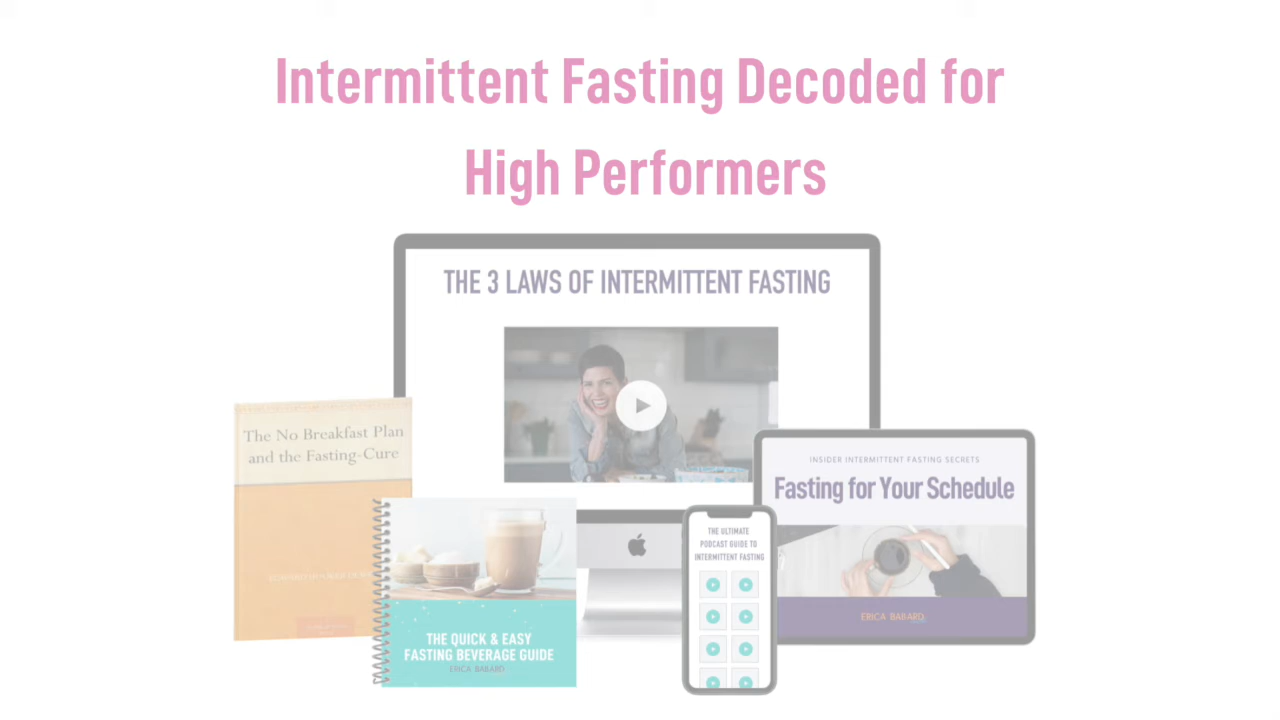 Intermittent Fasting Decoded for
High Performers
THE 3 LAWS OF INTERMITTENT FASTING
The No Breakfast Plan
and the Fasting-Cure
INSIDER INTERMITTENT FASTING SECRETS
Fasting for Your Schedule
ERICA BALLARD
THE ULTIMATE
PODCAST GUIDE TO
INTERMITTENT FASTING
THE QUICK & EASY
FASTING BEVERAGE GUIDE
ERICA BALLARD